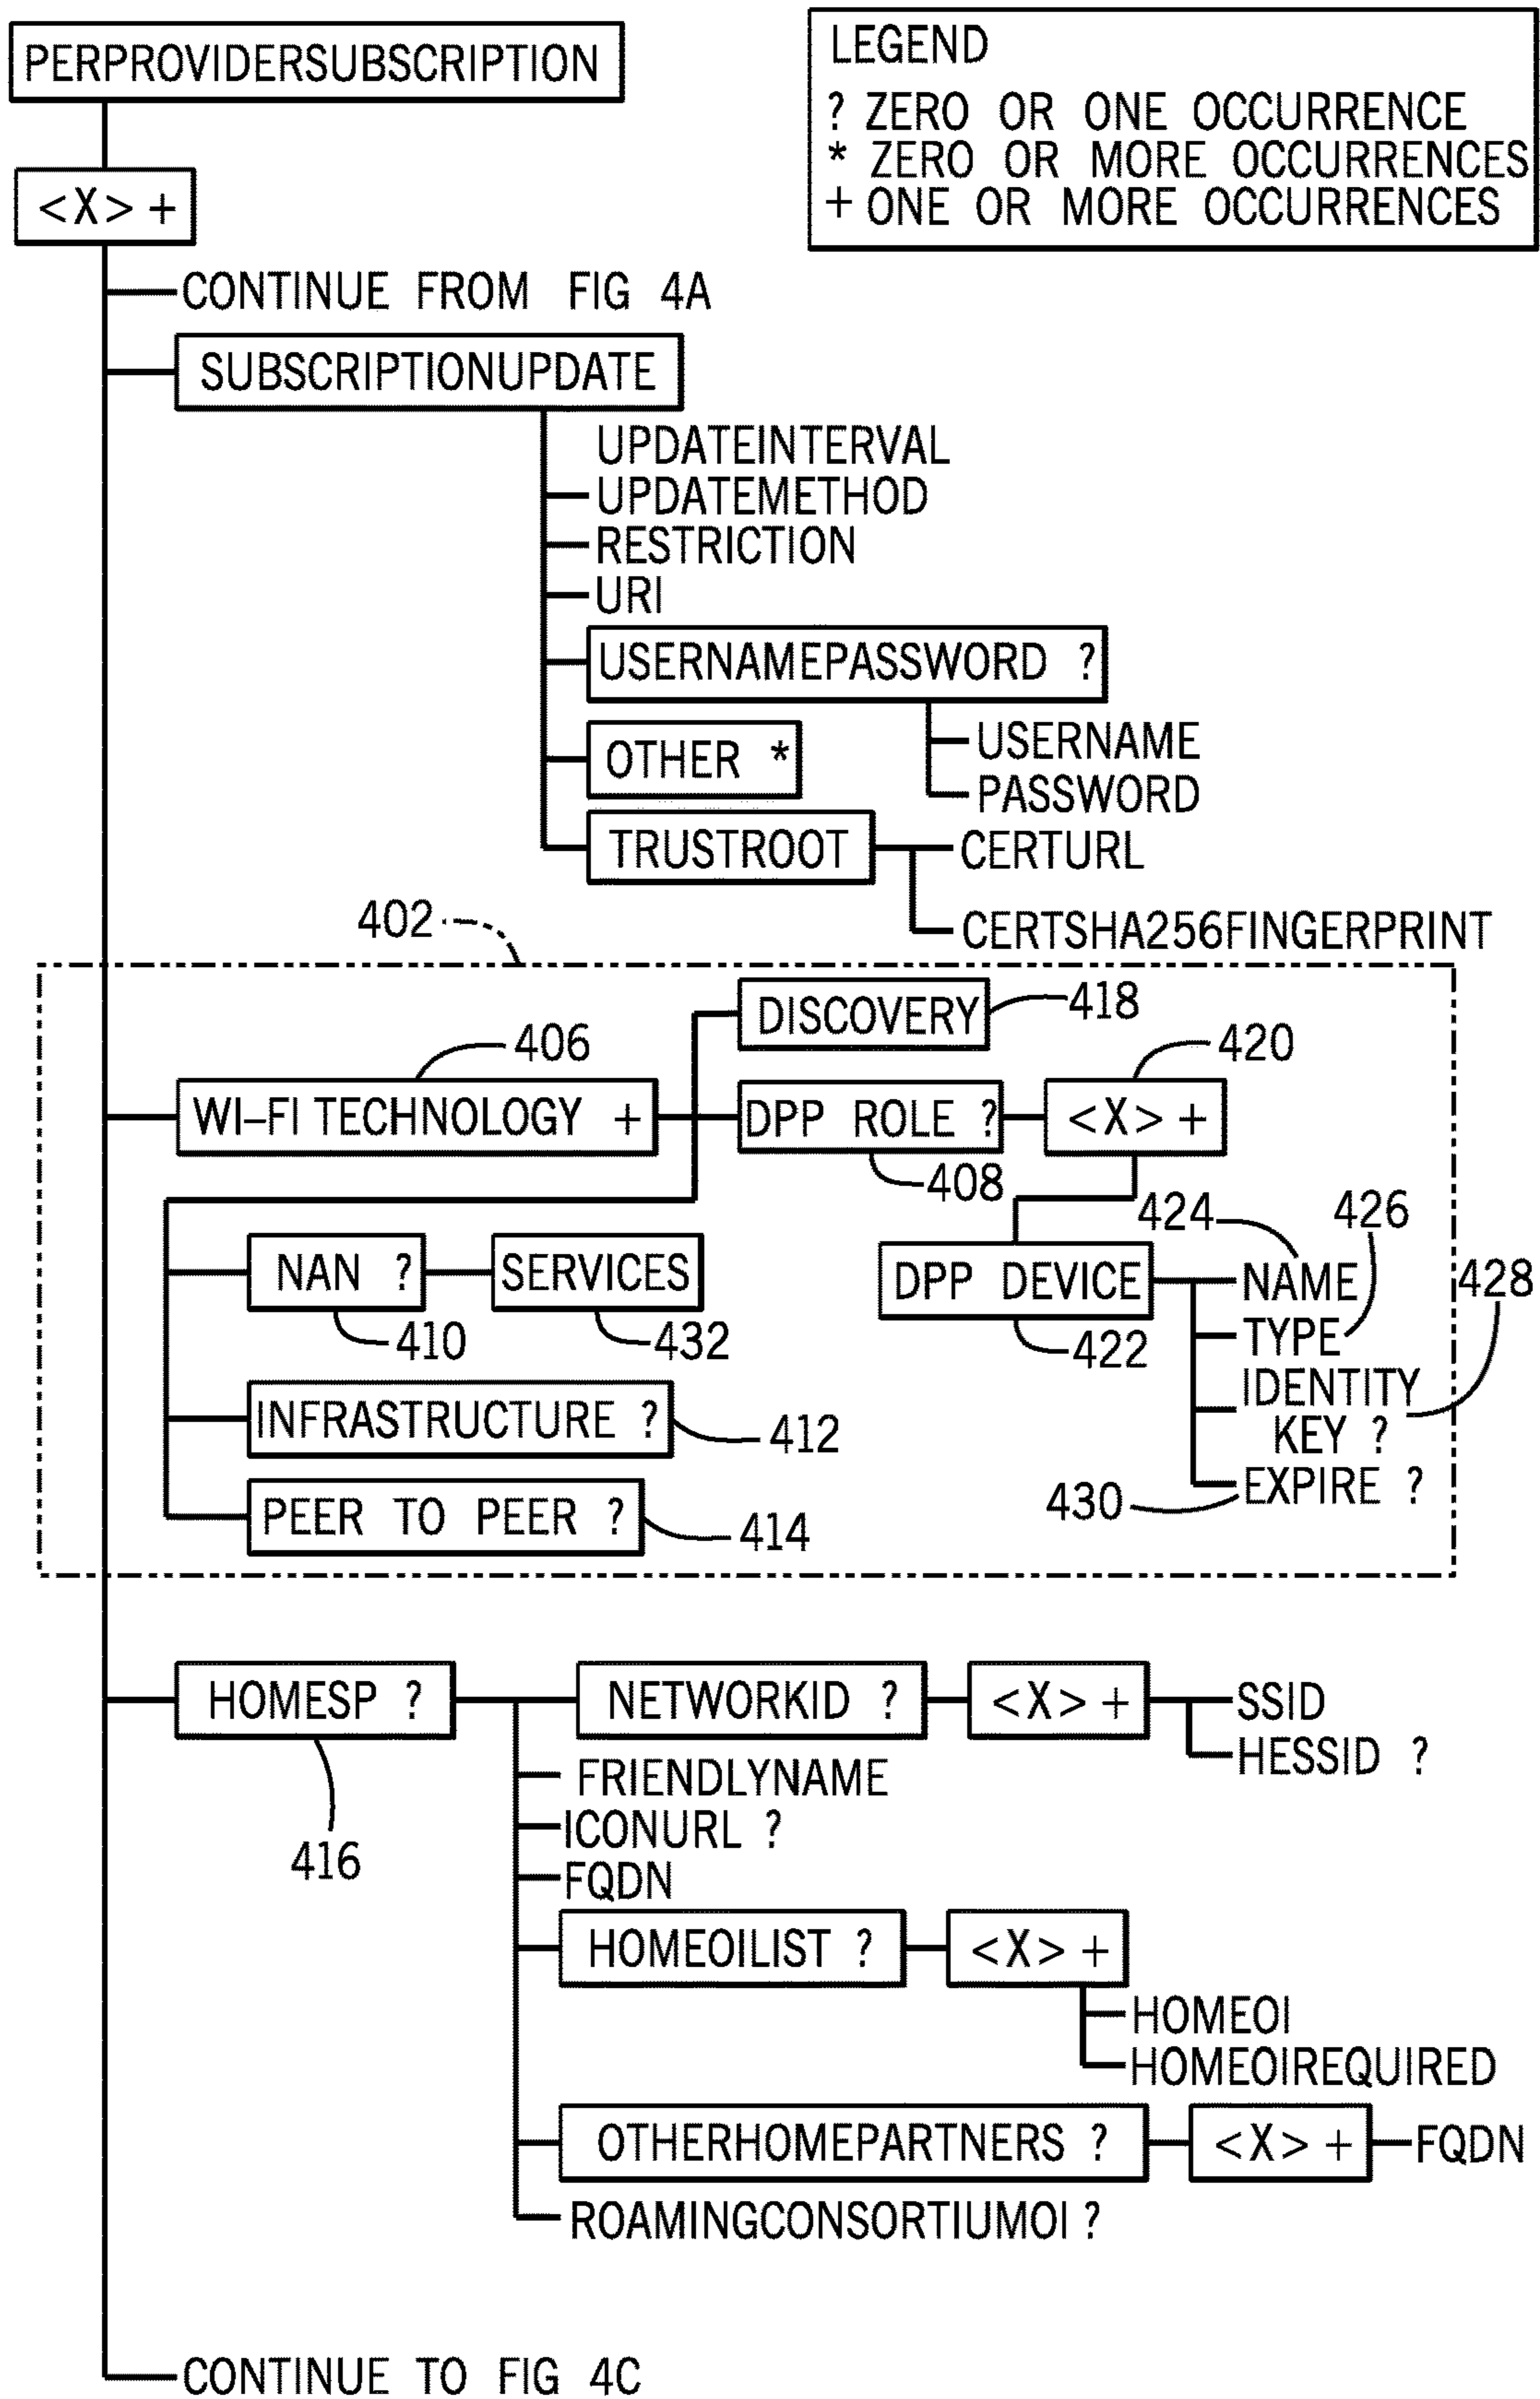 PERPROVIDERSUBSCRIPTION
LEGEND
? ZERO OR ONE OCCURRENCE
* ZERO OR MORE OCCURRENCES
+ ONE OR MORE OCCURRENCES
<X> +
CONTINUE FROM FIG 4A
SUBSCRIPTIONUPDATE
UPDATEINTERVAL
UPDATEMETHOD
RESTRICTION
URI
USERNAMEPASSWORD ?
USERNAME
PASSWORD
OTHER *
TRUSTROOT
CERTURL
CERTSHA256FINGERPRINT
402
DISCOVERY
418
406
420
WI–FI TECHNOLOGY +
DPP ROLE ?
<X> +
408
424
426
NAN ?
SERVICES
DPP DEVICE
NAME
428
410
432
422
TYPE
IDENTITY
KEY ?
INFRASTRUCTURE ?
412
EXPIRE ?
430
PEER TO PEER ?
414
HOMESP ?
NETWORKID ?
<X> +
SSID
HESSID ?
416
FRIENDLYNAME
ICONURL ?
FQDN
HOMEOILIST ?
<X> +
HOMEOI
HOMEOIREQUIRED
OTHERHOMEPARTNERS ?
<X> +
FQDN
ROAMINGCONSORTIUMOI ?
CONTINUE TO FIG 4C